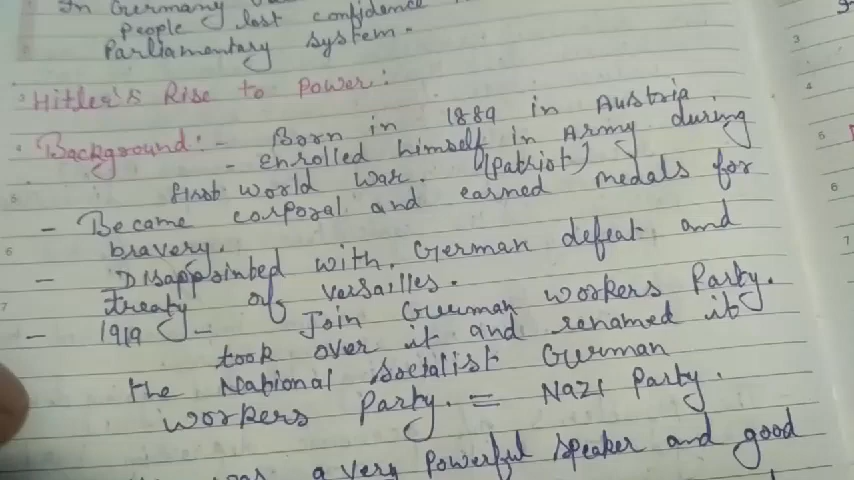 In Germany
People lost confidence
Parliamentary system.
Hitler's Rise to Power:
Background:- Born in 1889 in Austria
- enrolled himself in Army during
first world war. (patriot)
- Became corporal and earned medals for
bravery.
- Disappointed with German defeat and
treaty of Versailles.
- 1919 - Join German workers Party.
took over it and renamed it
the National Socialist German
workers Party. = Nazi Party.
a very powerful speaker and good